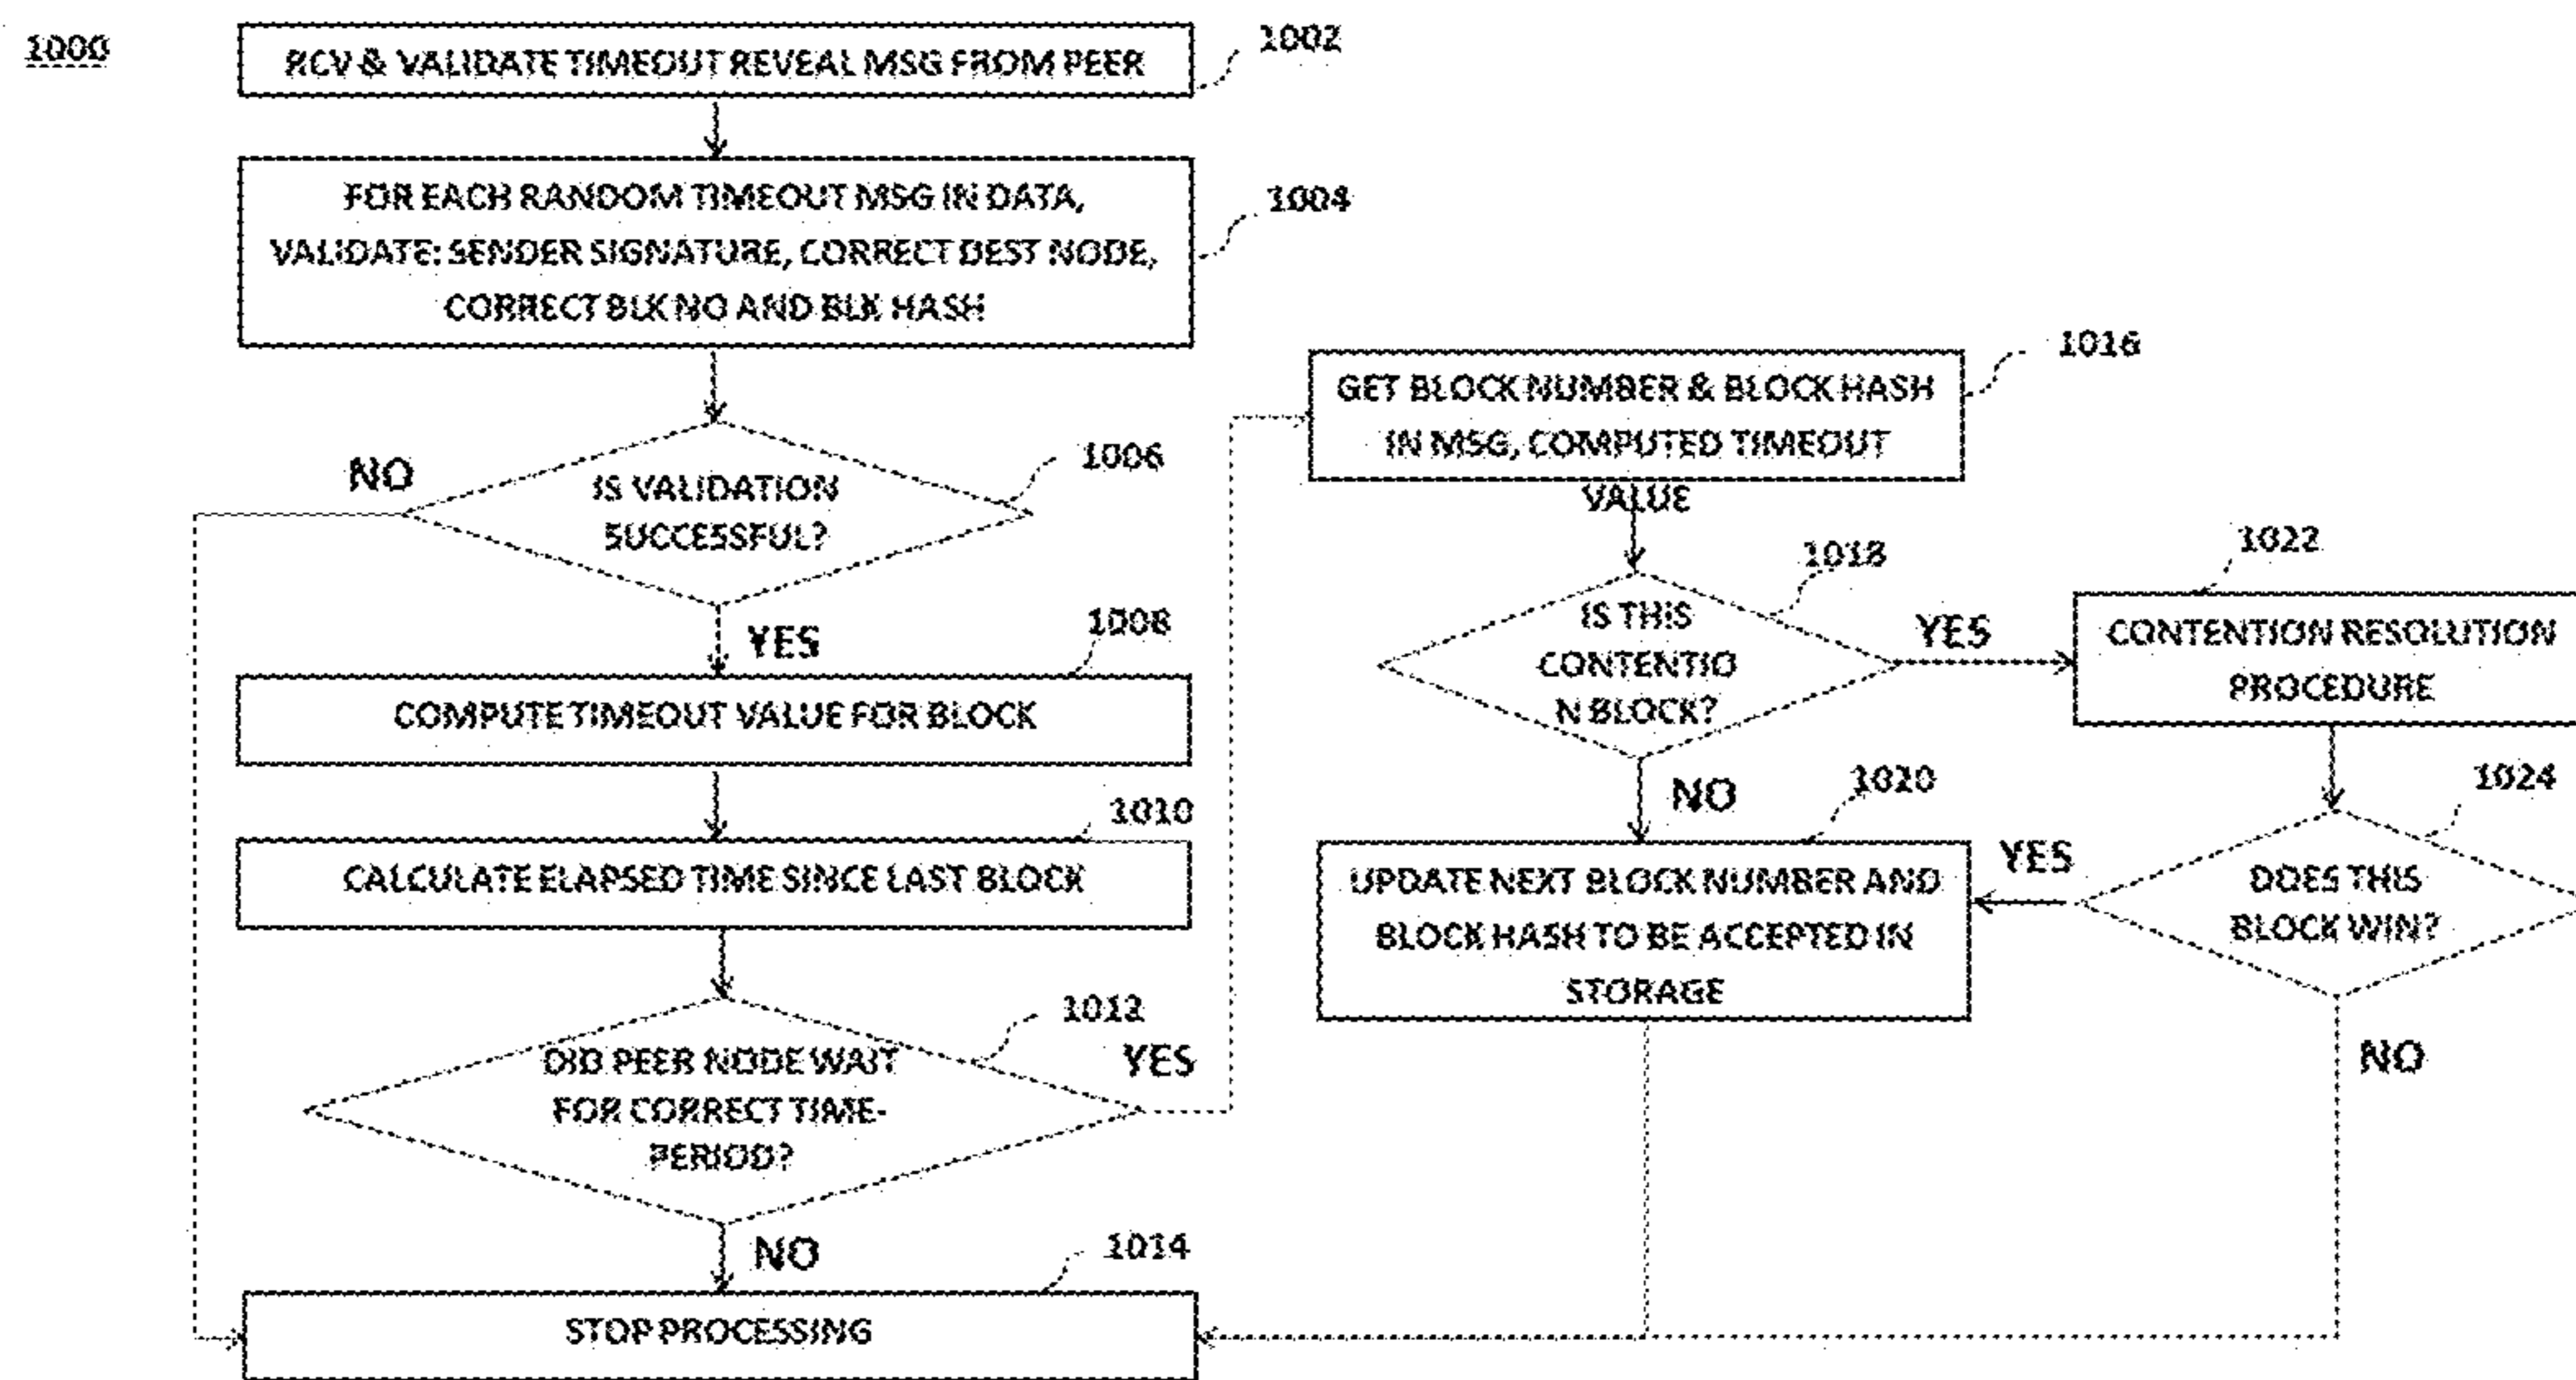 1000
RCV & VALIDATE TIMEOUT REVEAL MSG FROM PEER
1002
FOR EACH RANDOM TIMEOUT MSG IN DATA,
VALIDATE: SENDER SIGNATURE, CORRECT DEST NODE,
CORRECT BLK NO AND BLK HASH
1004
NO
IS VALIDATION
SUCCESSFUL?
1006
YES
1008
COMPUTE TIMEOUT VALUE FOR BLOCK
1010
CALCULATE ELAPSED TIME SINCE LAST BLOCK
1012
DID PEER NODE WAIT
FOR CORRECT TIME-
PERIOD?
YES
NO
1014
STOP PROCESSING
1016
GET BLOCK NUMBER & BLOCK HASH
IN MSG, COMPUTED TIMEOUT
VALUE
1018
IS THIS
CONTENTIO
N BLOCK?
YES
NO
1022
CONTENTION RESOLUTION
PROCEDURE
1020
UPDATE NEXT BLOCK NUMBER AND
BLOCK HASH TO BE ACCEPTED IN
STORAGE
1024
YES
DOES THIS
BLOCK WIN?
NO